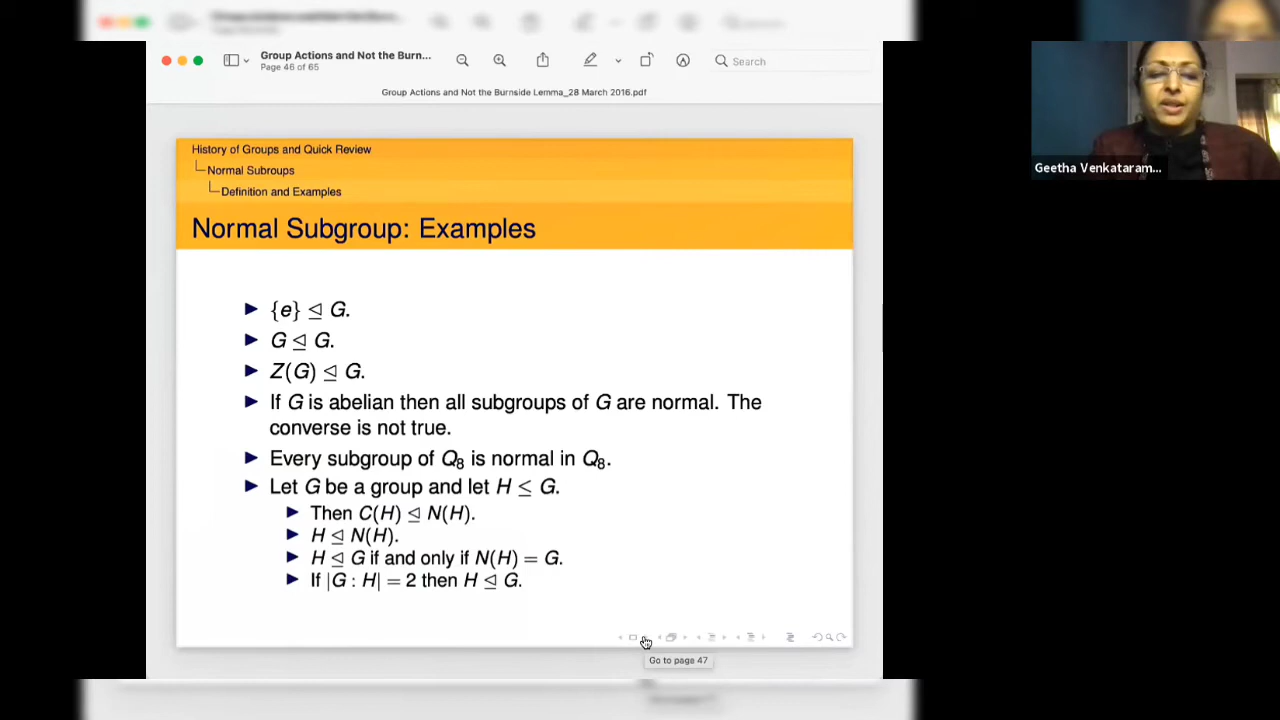 Group Actions and Not the Burn...
Page 46 of 65
Search
Group Actions and Not the Burnside Lemma_28 March 2016.pdf
History of Groups and Quick Review
Normal Subroups
Definition and Examples
Normal Subgroup: Examples
{e} ⊴ G.
G ⊴ G.
Z(G) ⊴ G.
If G is abelian then all subgroups of G are normal. The
converse is not true.
Every subgroup of Q₈ is normal in Q₈.
Let G be a group and let H ≤ G.
Then C(H) ⊴ N(H).
H ⊴ N(H).
H ⊴ G if and only if N(H) = G.
If |G : H| = 2 then H ⊴ G.
Go to page 47
Geetha Venkataram...